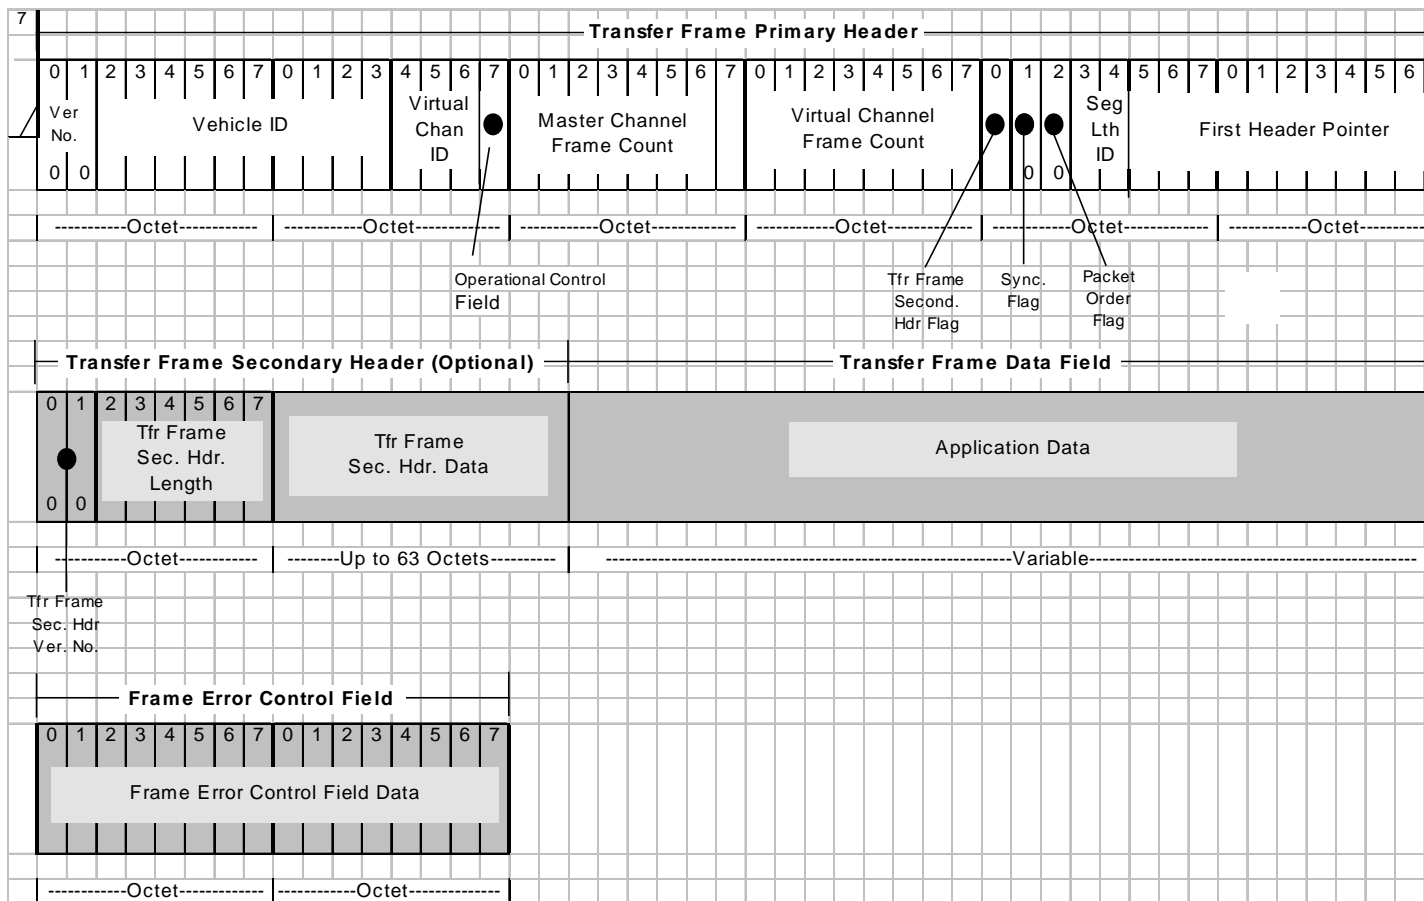 7
Transfer Frame Primary Header
0 1 2 3 4 5 6 7 0 1 2 3 4 5 6 7 0 1 2 3 4 5 6 7 0 1 2 3 4 5 6 7 0 1 2 3 4 5 6 7 0 1 2 3 4 5 6
Ver
No.
0 0
Vehicle ID
Virtual
Chan
ID
Master Channel
Frame Count
Virtual Channel
Frame Count
0 0
Seg
Lth
ID
First Header Pointer
------------Octet------------ ------------Octet------------ ------------Octet------------ ------------Octet------------ ------------Octet------------ ------------Octet---------
Operational Control
Field
Tfr Frame
Second.
Hdr Flag
Sync.
Flag
Packet
Order
Flag
Transfer Frame Secondary Header (Optional) Transfer Frame Data Field
0 1 2 3 4 5 6 7
Tfr Frame
Sec. Hdr.
Length
0 0
Tfr Frame
Sec. Hdr. Data
Application Data
------------Octet------------ --------Up to 63 Octets---------- --------Variable--------
Tfr Frame
Sec. Hdr
Ver. No.
Frame Error Control Field
0 1 2 3 4 5 6 7 0 1 2 3 4 5 6 7
Frame Error Control Field Data
------------Octet------------ ------------Octet------------